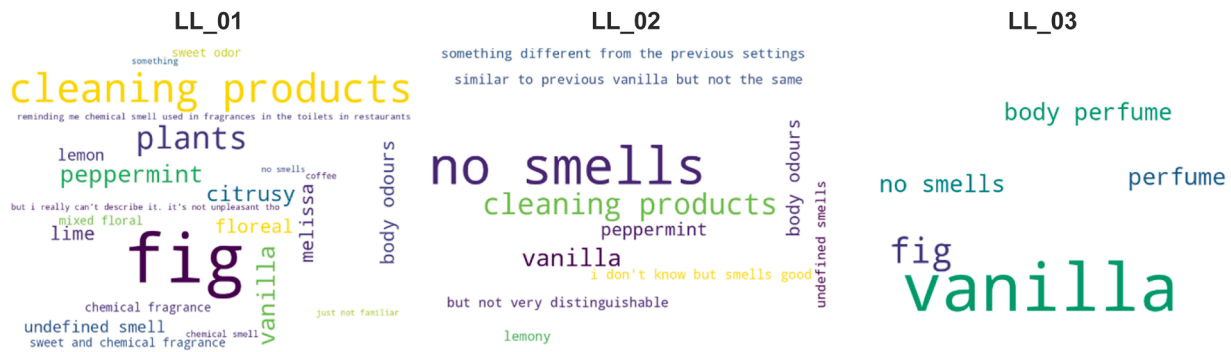 LL_01
sweet odor
something
cleaning products
reminding me chemical smell used in fragrances in the toilets in restaurants
plants
lemon
no smells
coffee
peppermint
citrusy
body odours
melissa
but i really can't describe it. it's not unpleasant tho
mixed floral
floreal
lime
fig
vanilla
chemical fragrance
just not familiar
undefined smell
chemical smell
sweet and chemical fragrance
LL_02
something different from the previous settings
similar to previous vanilla but not the same
no smells
body odours
cleaning products
undefined smells
peppermint
vanilla
i don't know but smells good
but not very distinguishable
lemony
LL_03
body perfume
no smells
perfume
fig
vanilla